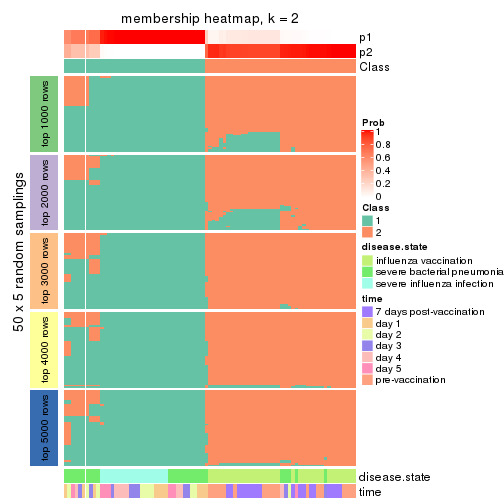 membership heatmap, k = 2
p1
p2
Class
50 x 5 random samplings
top 1000 rows
top 2000 rows
top 3000 rows
top 4000 rows
top 5000 rows
disease.state
time
Prob
1
0.8
0.6
0.4
0.2
0
Class
1
2
disease.state
influenza vaccination
severe bacterial pneumonia
severe influenza infection
time
7 days post-vaccination
day 1
day 2
day 3
day 4
day 5
pre-vaccination